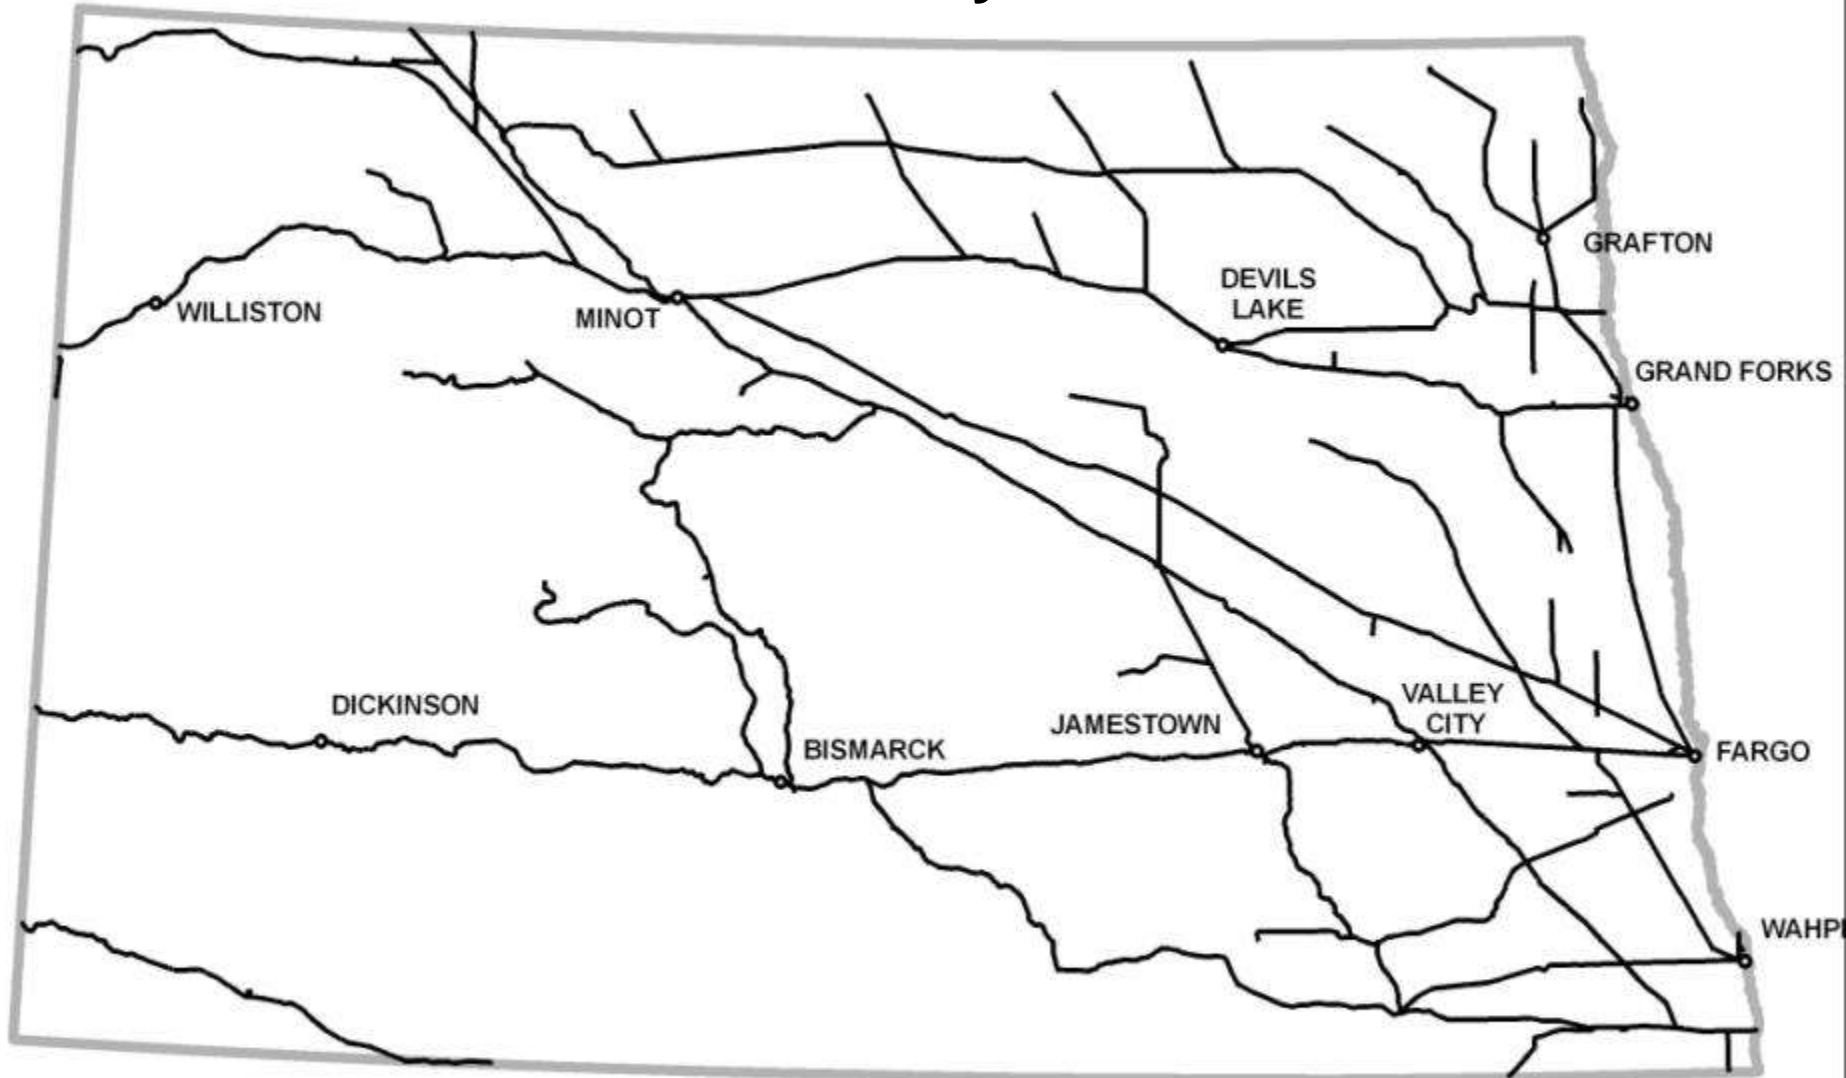 GRAFTON
DEVILS
LAKE
WILLISTON
MINOT
GRAND FORKS
DICKINSON
VALLEY
CITY
JAMESTOWN
BISMARCK
FARGO